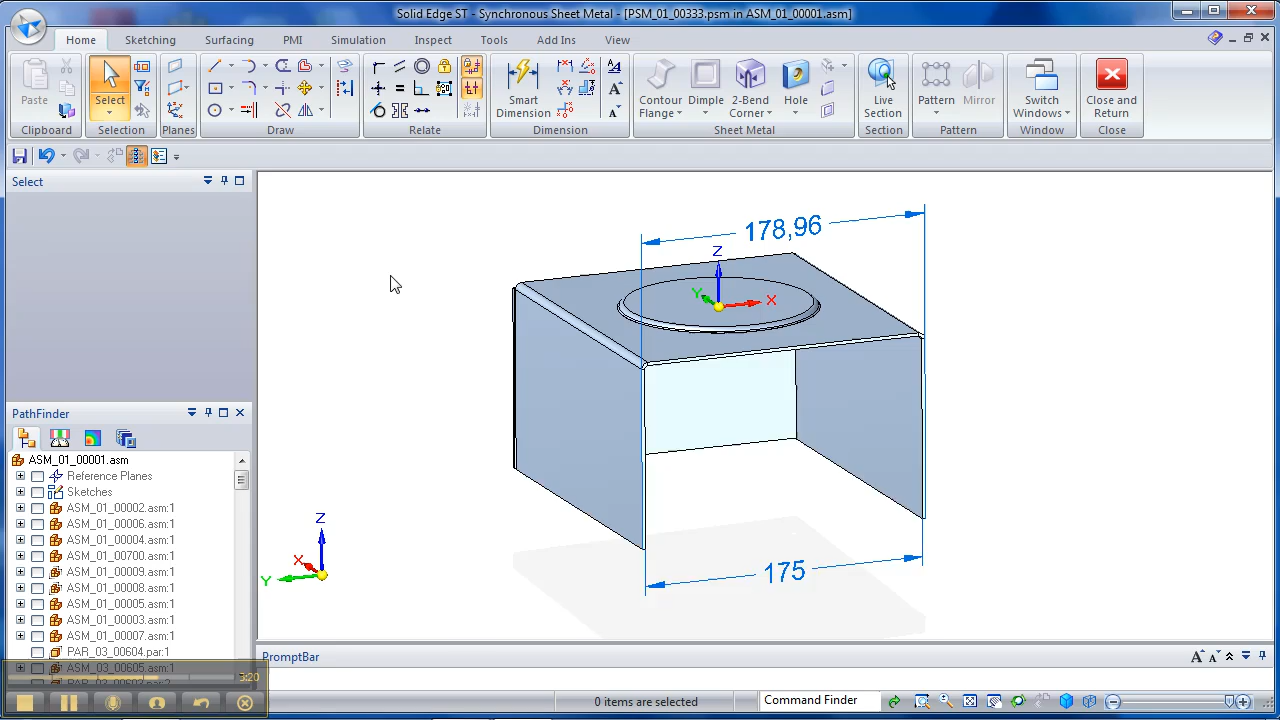 Solid Edge ST - Synchronous Sheet Metal - [PSM_01_00333.psm in ASM_01_00001.asm]
Home Sketching Surfacing PMI Simulation Inspect Tools Add Ins View
Paste
Clipboard
Select
Selection
Planes
Draw
Relate
Smart Dimension
Dimension
Contour Flange
Dimple
2-Bend Corner
Hole
Sheet Metal
Live Section
Section
Pattern
Mirror
Pattern
Switch Windows
Window
Close and Return
Close
Select
178,96
Z
Y
X
175
Z
X
Y
PathFinder
ASM_01_00001.asm
Reference Planes
Sketches
ASM_01_00002.asm:1
ASM_01_00006.asm:1
ASM_01_00004.asm:1
ASM_01_00700.asm:1
ASM_01_00009.asm:1
ASM_01_00008.asm:1
ASM_01_00005.asm:1
ASM_01_00003.asm:1
ASM_01_00007.asm:1
PAR_03_00604.par:1
ASM_03_00605.asm:1
3:20
PromptBar
0 items are selected
Command Finder